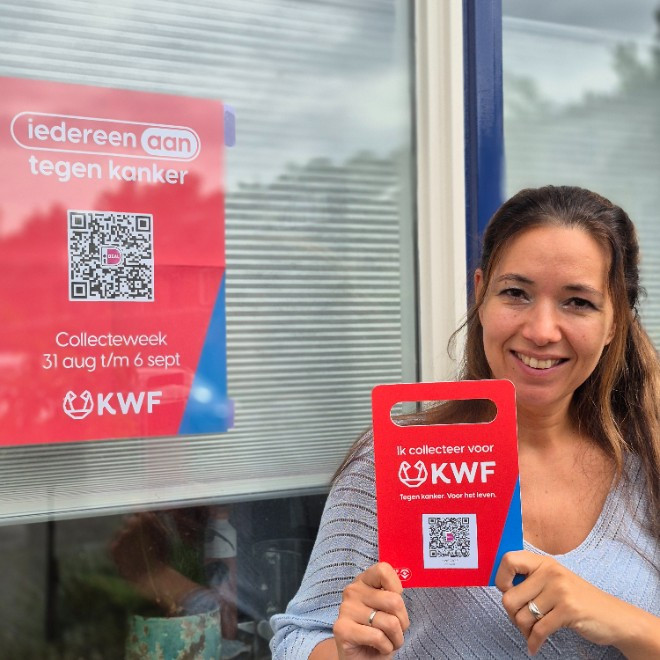 iedereen aan
tegen kanker
Collecteweek
31 aug t/m 6 sept
KWF
Ik collecteer voor
KWF
Tegen kanker. Voor het leven.